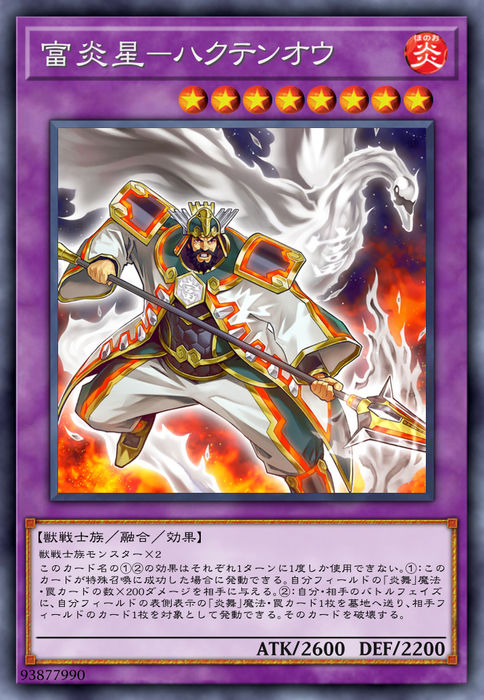 富炎星－ハクテンオウ
ほのお
炎
富
【獣戦士族／融合／効果】
獣戦士族モンスター×2
このカード名の①②の効果はそれぞれ1ターンに1度しか使用できない。①：こ
のカードが特殊召喚に成功した場合に発動できる。自分フィールドの「炎舞」魔法
・罠カードの数×200ダメージを相手に与える。②：自分・相手のバトルフェイズ
に、自分フィールドの表側表示の「炎舞」魔法・罠カード1枚を墓地へ送り、相手フィ
ールドのカード1枚を対象として発動できる。そのカードを破壊する。
ATK/2600 DEF/2200
93877990